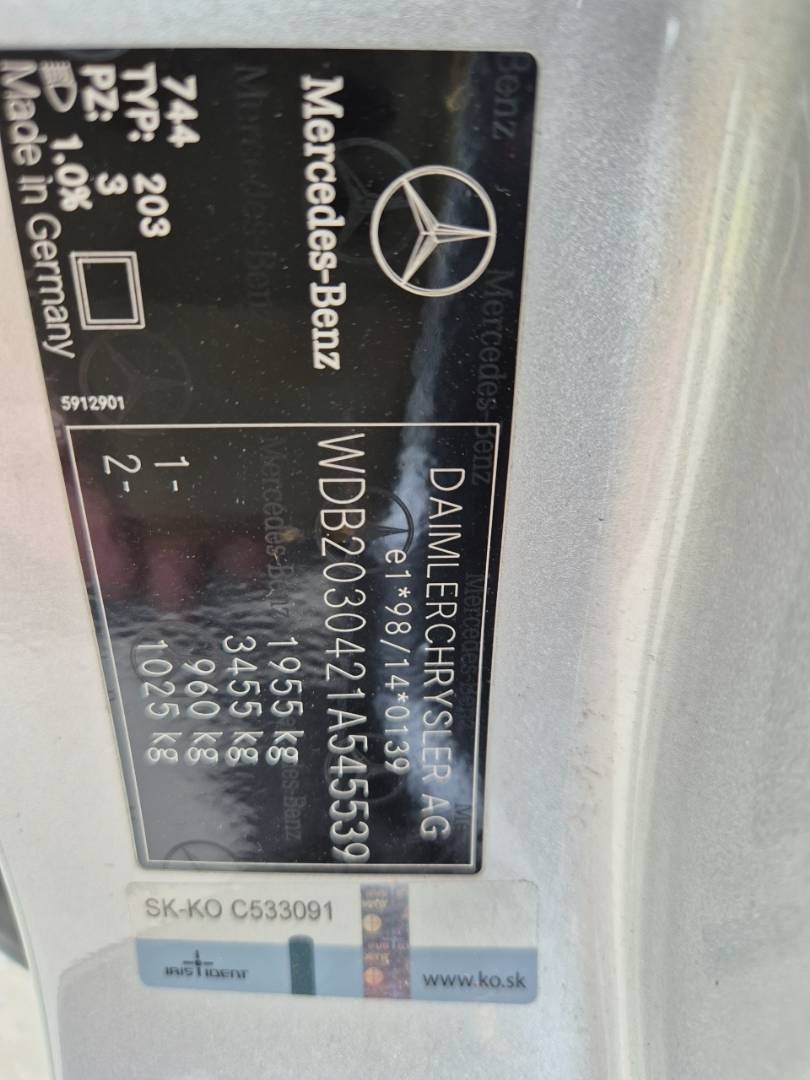 Mercedes-Benz
744
TYP: 203
PZ: 3
1.0%
Made in Germany
5912901
DAIMLERCHRYSLER AG
e1*98/14*0139
WDB2030421A545539
1955 kg
3455 kg
1- 960 kg
2- 1025 kg
SK-KO C533091
IRIS IDENT
www.ko.sk